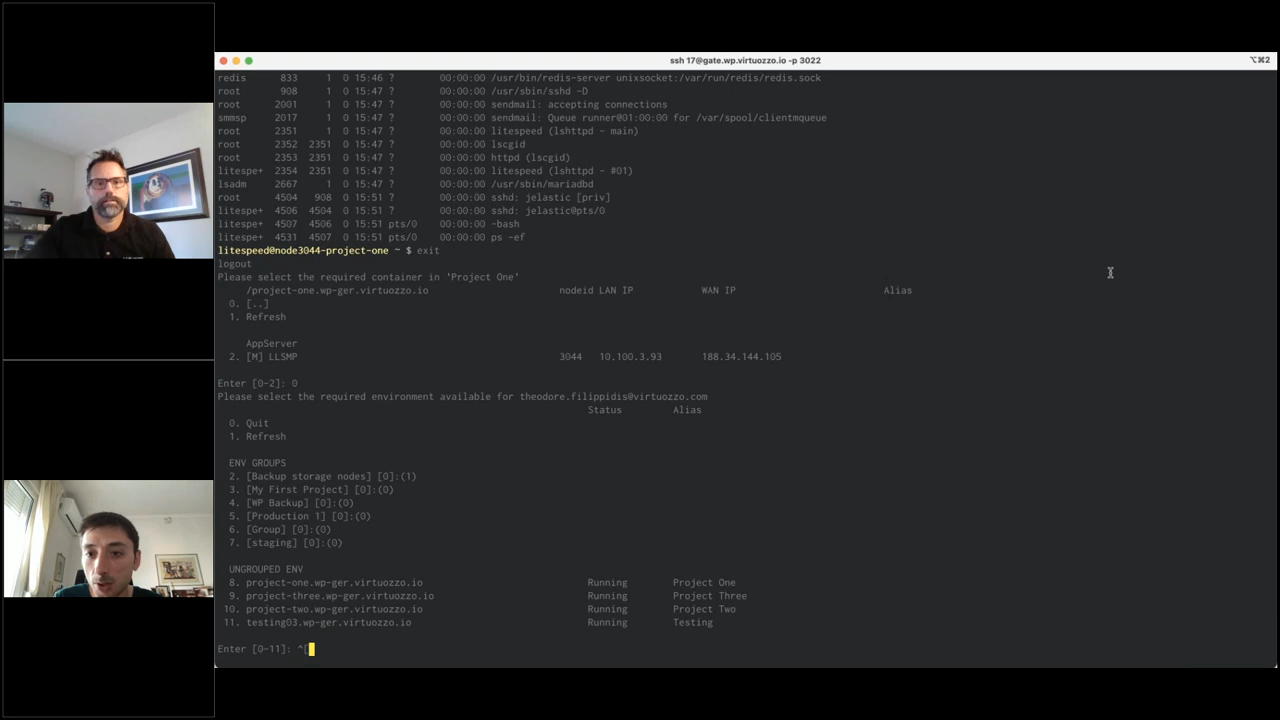 ssh 17@gate.wp.virtuozzo.io -p 3022
⌥⌘2
redis 833 1 0 15:46 ? 00:00:00 /usr/bin/redis-server unixsocket:/var/run/redis/redis.sock
root 908 1 0 15:47 ? 00:00:00 /usr/sbin/sshd -D
root 2001 1 0 15:47 ? 00:00:00 sendmail: accepting connections
smmsp 2017 1 0 15:47 ? 00:00:00 sendmail: Queue runner@01:00:00 for /var/spool/clientmqueue
root 2351 1 0 15:47 ? 00:00:00 litespeed (lshttpd - main)
root 2352 2351 0 15:47 ? 00:00:00 lscgid
root 2353 2351 0 15:47 ? 00:00:00 httpd (lscgid)
litespe+ 2354 2351 0 15:47 ? 00:00:00 litespeed (lshttpd - #01)
lsadm 2667 1 0 15:47 ? 00:00:00 /usr/sbin/mariadbd
root 4504 908 0 15:51 ? 00:00:00 sshd: jelastic [priv]
litespe+ 4506 4504 0 15:51 ? 00:00:00 sshd: jelastic@pts/0
litespe+ 4507 4506 0 15:51 pts/0 00:00:00 -bash
litespe+ 4531 4507 0 15:51 pts/0 00:00:00 ps -ef
litespeed@node3044-project-one ~ $ exit
logout
Please select the required container in 'Project One'
/project-one.wp-ger.virtuozzo.io nodeid LAN IP WAN IP Alias
0. [..]
1. Refresh
AppServer
2. [M] LLSMP 3044 10.100.3.93 188.34.144.105
Enter [0-2]: 0
Please select the required environment available for theodore.filippidis@virtuozzo.com
Status Alias
0. Quit
1. Refresh
ENV GROUPS
2. [Backup storage nodes] [0]:(1)
3. [My First Project] [0]:(0)
4. [WP Backup] [0]:(0)
5. [Production 1] [0]:(0)
6. [Group] [0]:(0)
7. [staging] [0]:(0)
UNGROUPED ENV
8. project-one.wp-ger.virtuozzo.io Running Project One
9. project-three.wp-ger.virtuozzo.io Running Project Three
10. project-two.wp-ger.virtuozzo.io Running Project Two
11. testing03.wp-ger.virtuozzo.io Running Testing
Enter [0-11]: ^[